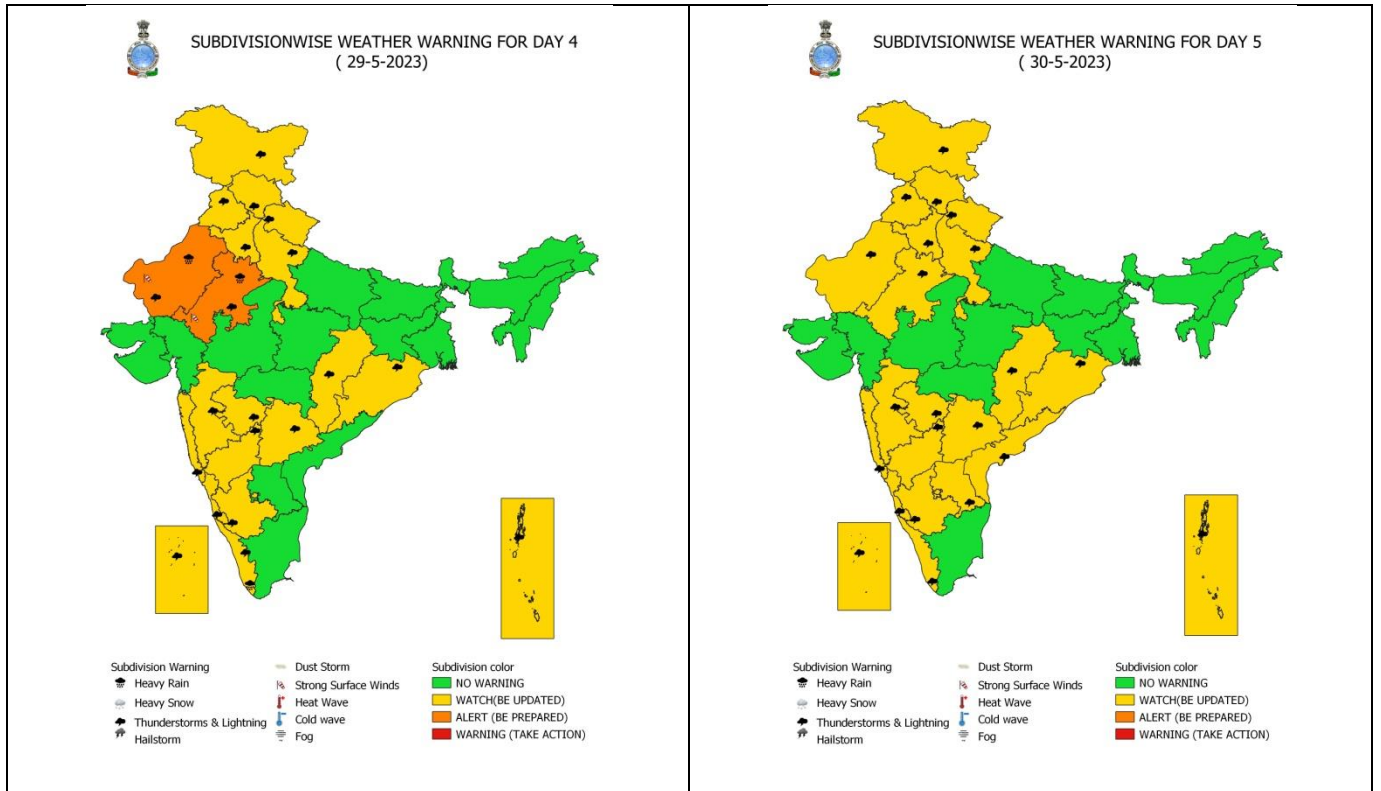 SUBDIVISIONWISE WEATHER WARNING FOR DAY 4
( 29-5-2023)
Subdivision Warning
Heavy Rain
Heavy Snow
Thunderstorms & Lightning
Hailstorm
Dust Storm
Strong Surface Winds
Heat Wave
Cold wave
Fog
Subdivision color
NO WARNING
WATCH(BE UPDATED)
ALERT (BE PREPARED)
WARNING (TAKE ACTION)
SUBDIVISIONWISE WEATHER WARNING FOR DAY 5
( 30-5-2023)
Subdivision Warning
Heavy Rain
Heavy Snow
Thunderstorms & Lightning
Hailstorm
Dust Storm
Strong Surface Winds
Heat Wave
Cold wave
Fog
Subdivision color
NO WARNING
WATCH(BE UPDATED)
ALERT (BE PREPARED)
WARNING (TAKE ACTION)